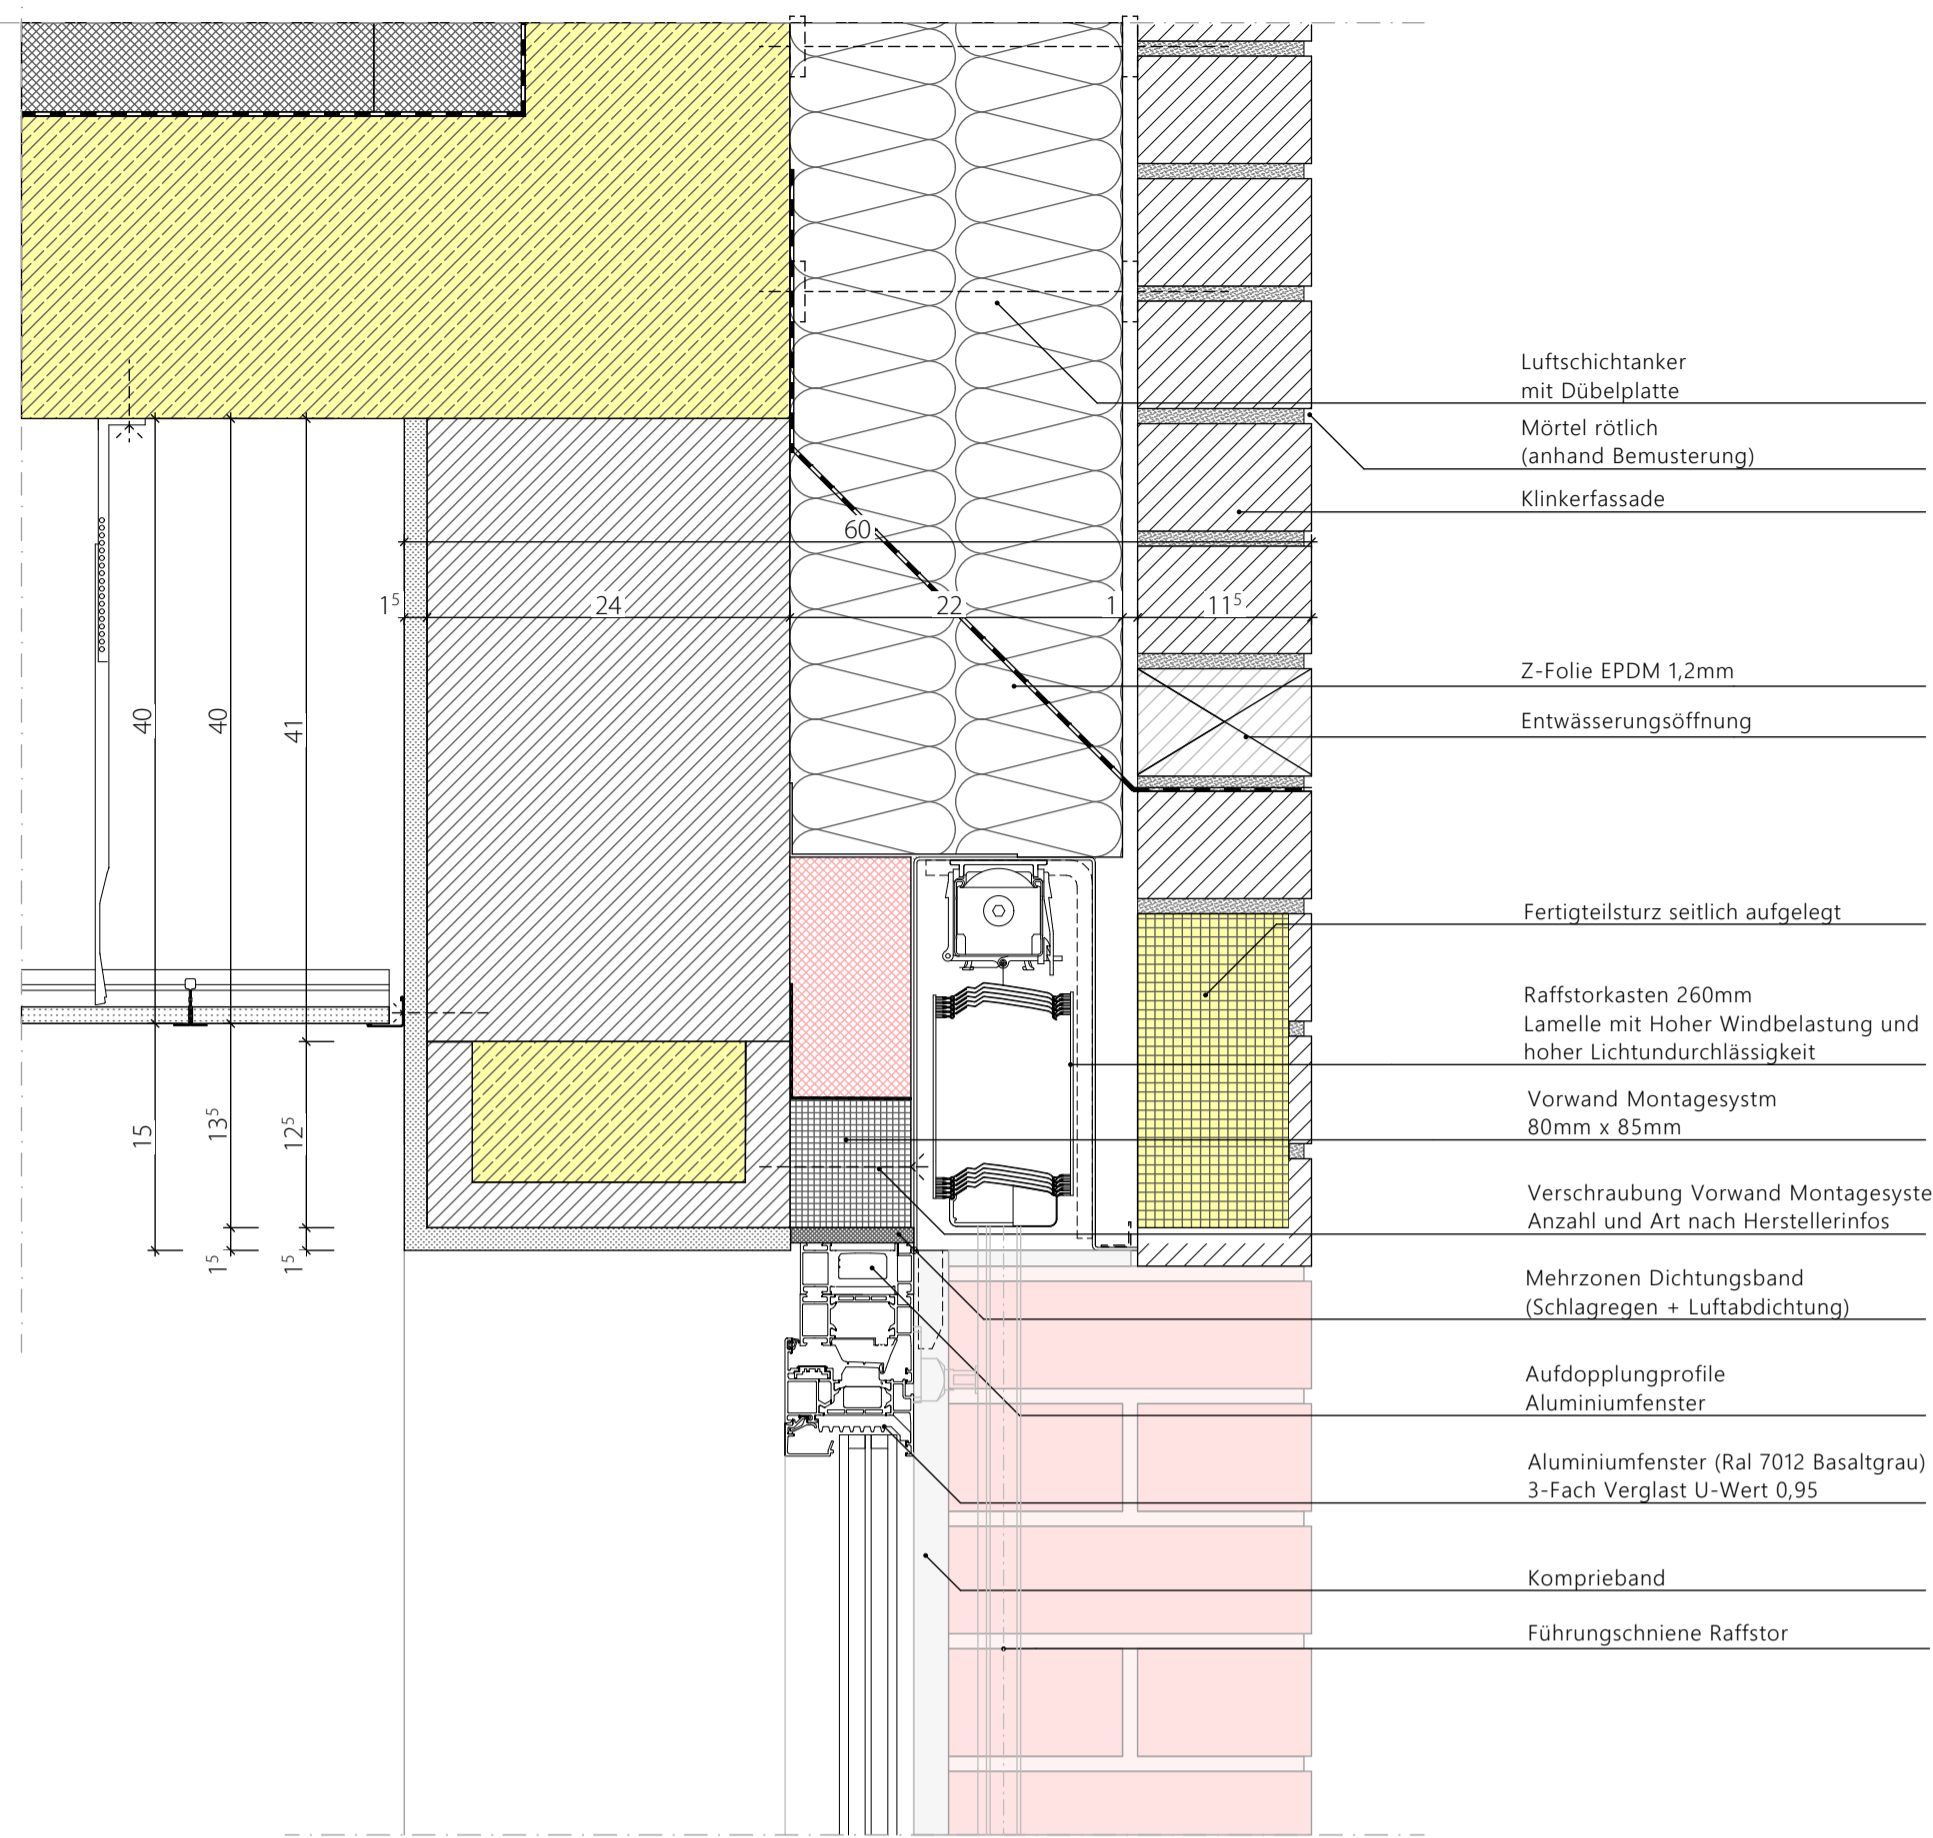 Luftschichtanker
mit Dübelplatte
Mörtel rötlich
(anhand Bemusterung)
Klinkerfassade
60
1⁵ 24 22 1 11⁵
Z-Folie EPDM 1,2mm
Entwässerungsöffnung
40 40 41
Fertigteilsturz seitlich aufgelegt
Raffstorkasten 260mm
Lamelle mit Hoher Windbelastung und
hoher Lichtundurchlässigkeit
Vorwand Montagesystm
80mm x 85mm
15 13⁵ 12⁵
Verschraubung Vorwand Montagesyste
Anzahl und Art nach Herstellerinfos
1⁵ 1⁵
Mehrzonen Dichtungsband
(Schlagregen + Luftabdichtung)
Aufdopplungprofile
Aluminiumfenster
Aluminiumfenster (Ral 7012 Basaltgrau)
3-Fach Verglast U-Wert 0,95
Komprieband
Führungschniene Raffstor